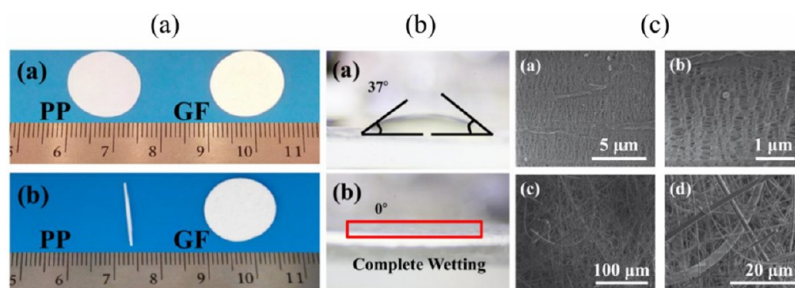 (a)
(b)
(c)
(a)
PP
GF
5 6 7 8 9 10 11
(b)
PP
GF
5 6 7 8 9 10 11
(a)
37°
(b)
0°
Complete Wetting
(a)
5 μm
(b)
1 μm
(c)
100 μm
(d)
20 μm